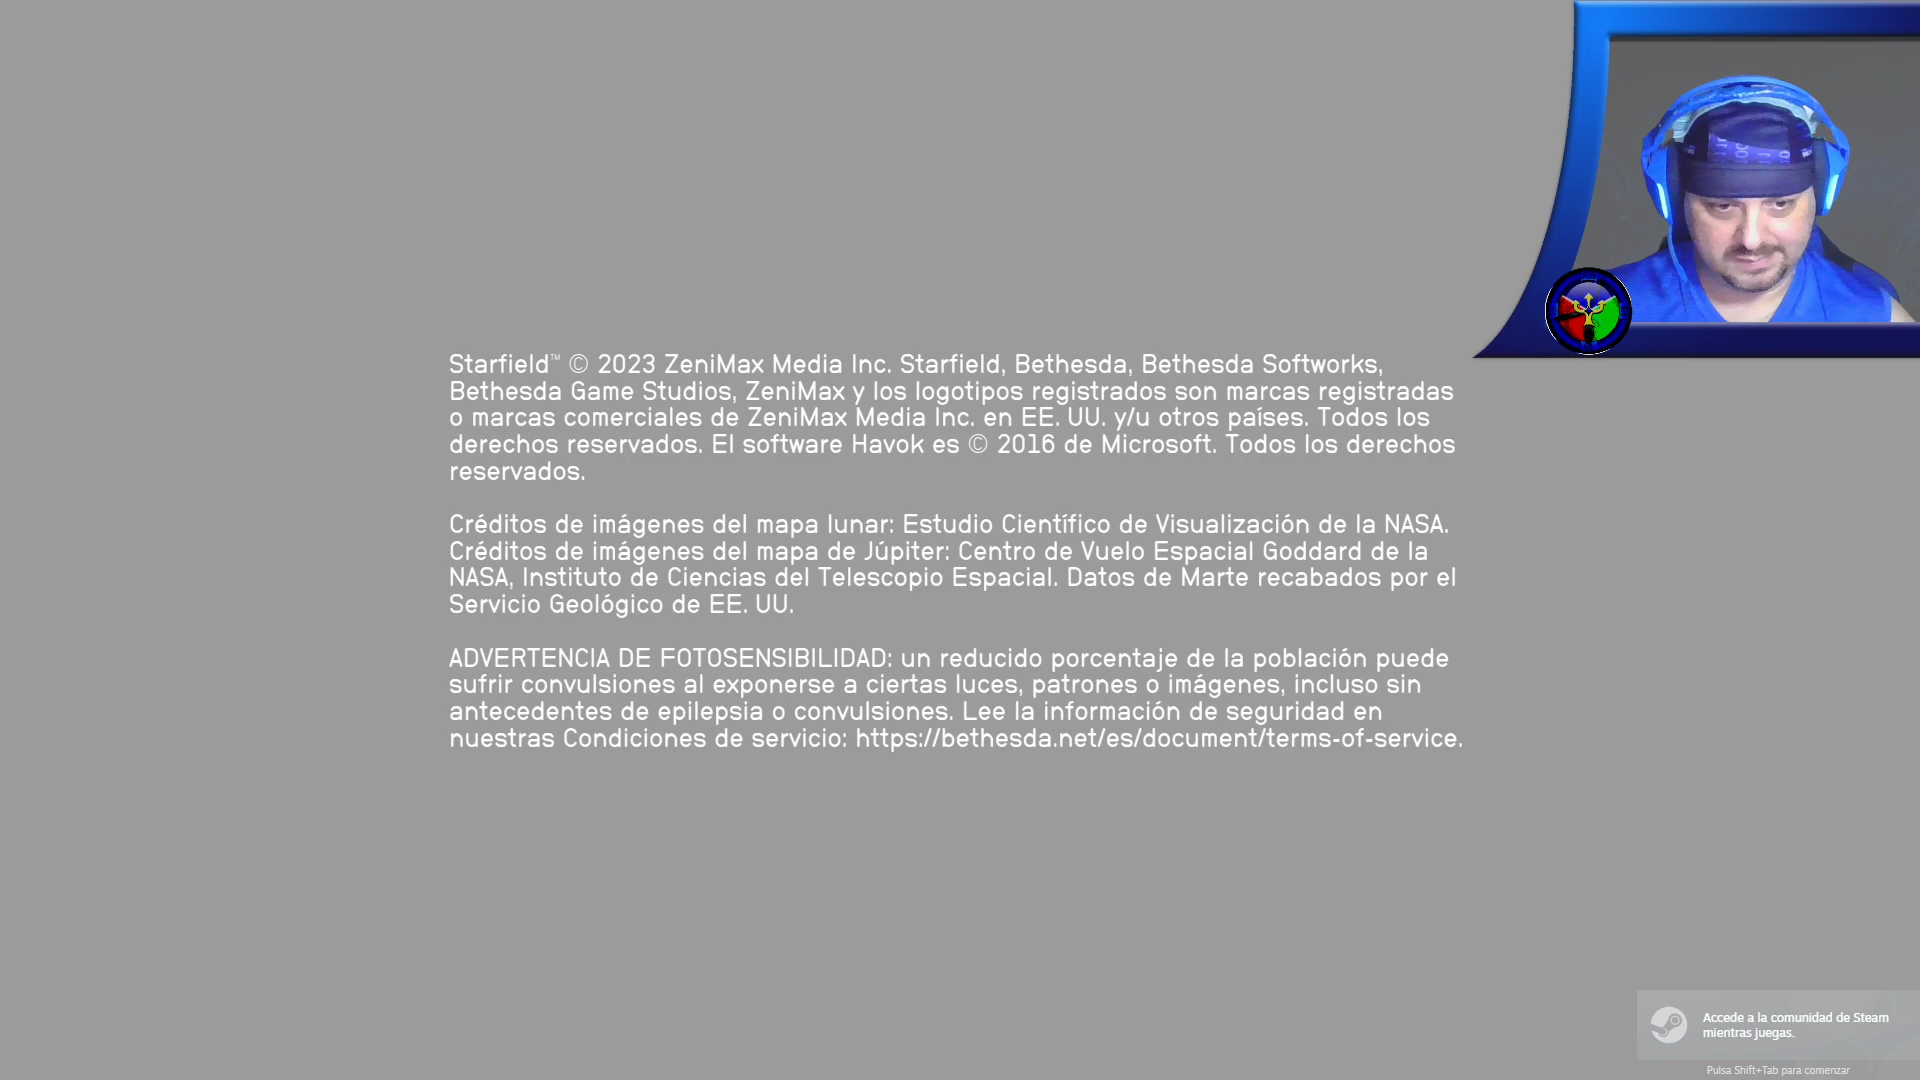 Starfield™ © 2023 ZeniMax Media Inc. Starfield, Bethesda, Bethesda Softworks,
Bethesda Game Studios, ZeniMax y los logotipos registrados son marcas registradas
o marcas comerciales de ZeniMax Media Inc. en EE. UU. y/u otros países. Todos los
derechos reservados. El software Havok es © 2016 de Microsoft. Todos los derechos
reservados.
Créditos de imágenes del mapa lunar: Estudio Científico de Visualización de la NASA.
Créditos de imágenes del mapa de Júpiter: Centro de Vuelo Espacial Goddard de la
NASA, Instituto de Ciencias del Telescopio Espacial. Datos de Marte recabados por el
Servicio Geológico de EE. UU.
ADVERTENCIA DE FOTOSENSIBILIDAD: un reducido porcentaje de la población puede
sufrir convulsiones al exponerse a ciertas luces, patrones o imágenes, incluso sin
antecedentes de epilepsia o convulsiones. Lee la información de seguridad en
nuestras Condiciones de servicio: https://bethesda.net/es/document/terms-of-service.
Accede a la comunidad de Steam
mientras juegas.
Pulsa Shift+Tab para comenzar